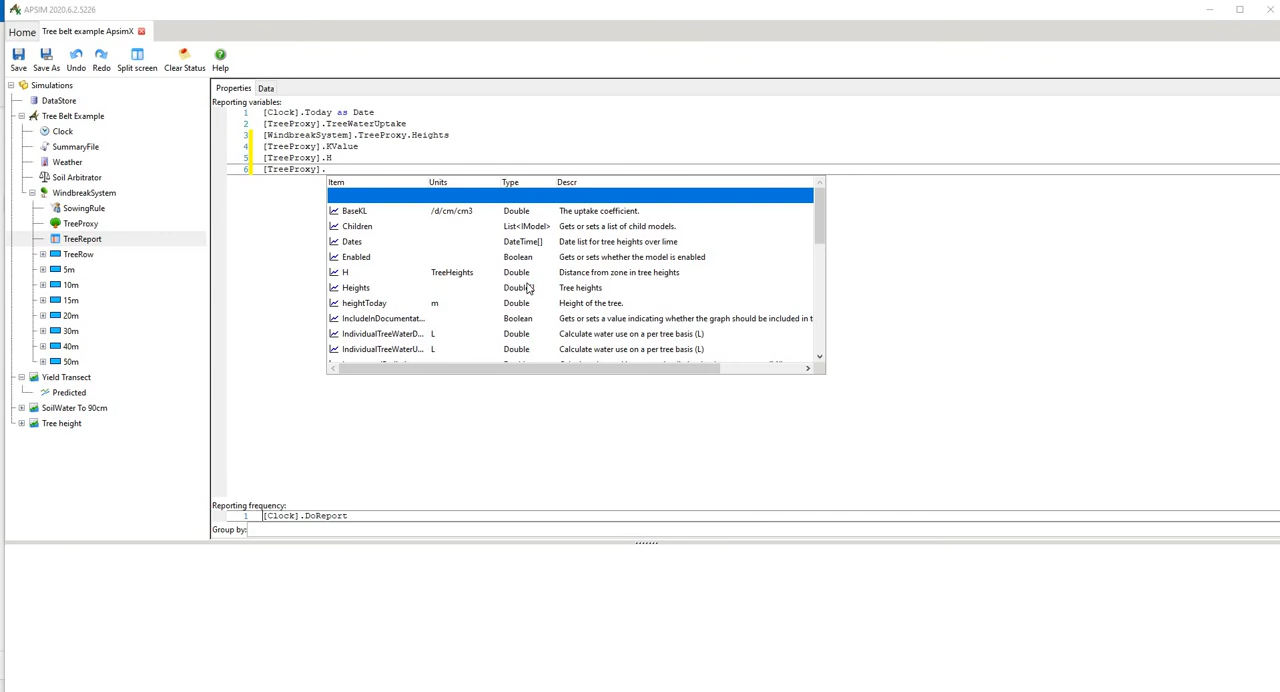 APSIM 2020.6.2.5226
Home Tree belt example ApsimX
Save Save As Undo Redo Split screen Clear Status Help
Simulations
DataStore
Tree Belt Example
Clock
SummaryFile
Weather
Soil Arbitrator
WindbreakSystem
SowingRule
TreeProxy
TreeReport
TreeRow
5m
10m
15m
20m
30m
40m
50m
Yield Transect
Predicted
SoilWater To 90cm
Tree height
Properties Data
Reporting variables:
1 [Clock].Today as Date
2 [TreeProxy].TreeWaterUptake
3 [WindbreakSystem].TreeProxy.Heights
4 [TreeProxy].KValue
5 [TreeProxy].H
6 [TreeProxy].
Item Units Type Descr
BaseKL /d/cm/cm3 Double The uptake coefficient.
Children List<IModel> Gets or sets a list of child models.
Dates DateTime[] Date list for tree heights over lime
Enabled Boolean Gets or sets whether the model is enabled
H TreeHeights Double Distance from zone in tree heights
Heights Tree heights
heightToday m Double Height of the tree.
IncludeInDocumentat... Boolean Gets or sets a value indicating whether the graph should be included in t
IndividualTreeWaterD... L Double Calculate water use on a per tree basis (L)
IndividualTreeWaterU... L Double Calculate water use on a per tree basis (L)
Reporting frequency:
1 [Clock].DoReport
Group by: